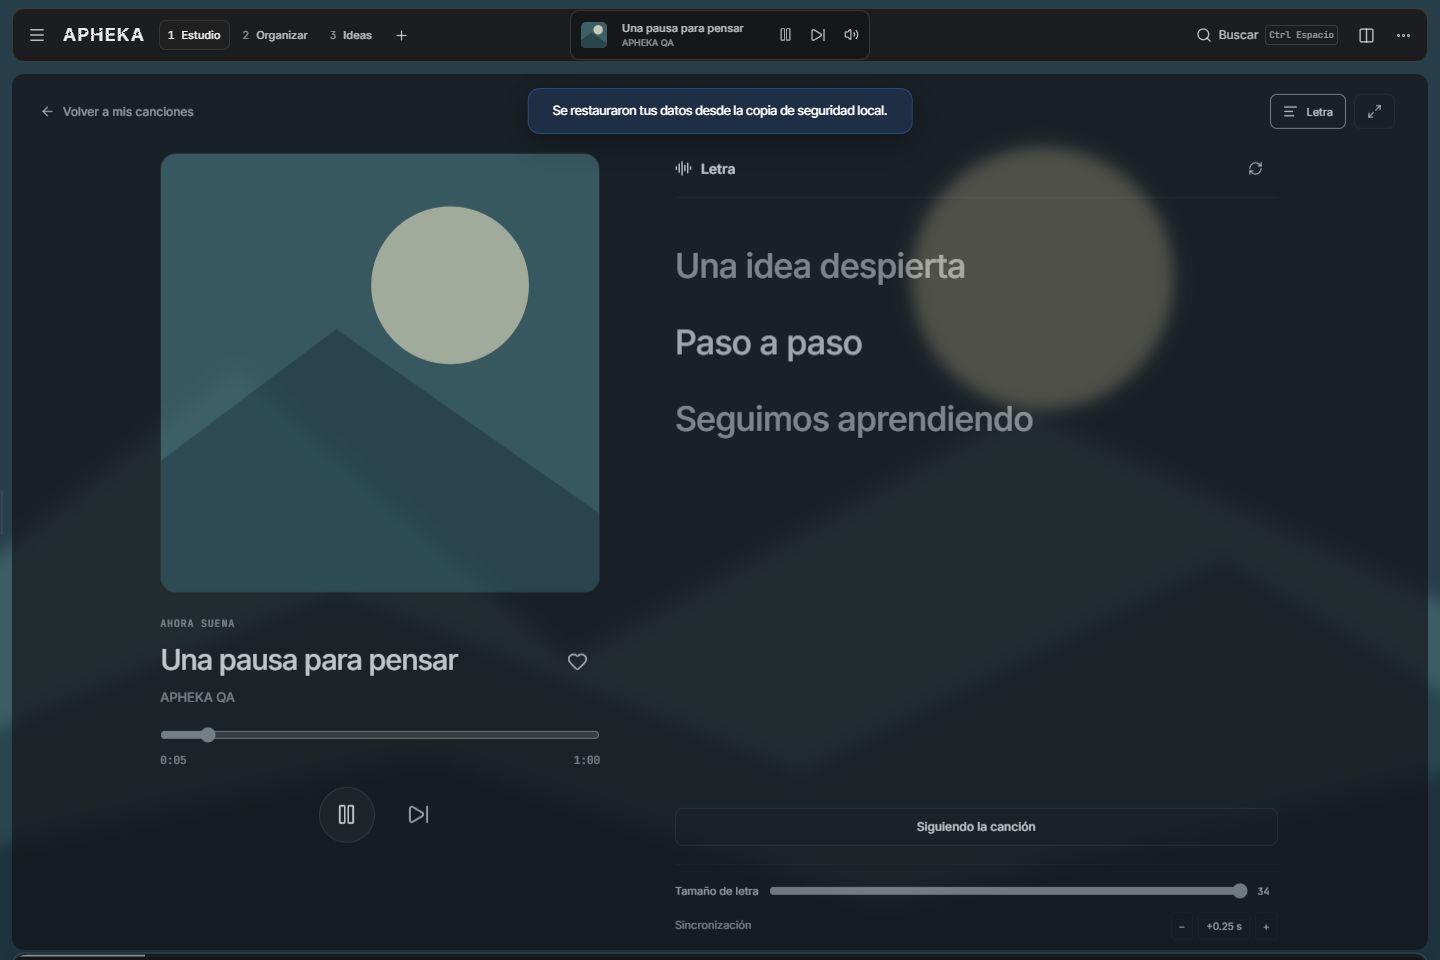 APHEKA
1 Estudio
2 Organizar
3 Ideas
Una pausa para pensar
APHEKA QA
Buscar
Ctrl Espacio
Volver a mis canciones
Se restauraron tus datos desde la copia de seguridad local.
Letra
Letra
Una idea despierta
Paso a paso
Seguimos aprendiendo
AHORA SUENA
Una pausa para pensar
APHEKA QA
0:05
1:00
Siguiendo la canción
Tamaño de letra
34
Sincronización
− +0.25 s +